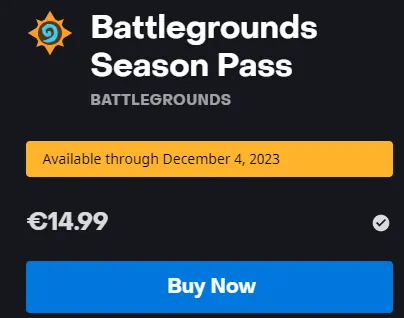 Battlegrounds
Season Pass
BATTLEGROUNDS
Available through December 4, 2023
€14.99
Buy Now